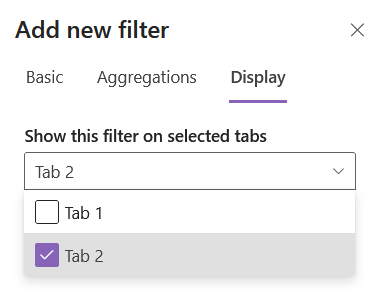 Add new filter
Basic Aggregations Display
Show this filter on selected tabs
Tab 2
Tab 1
Tab 2